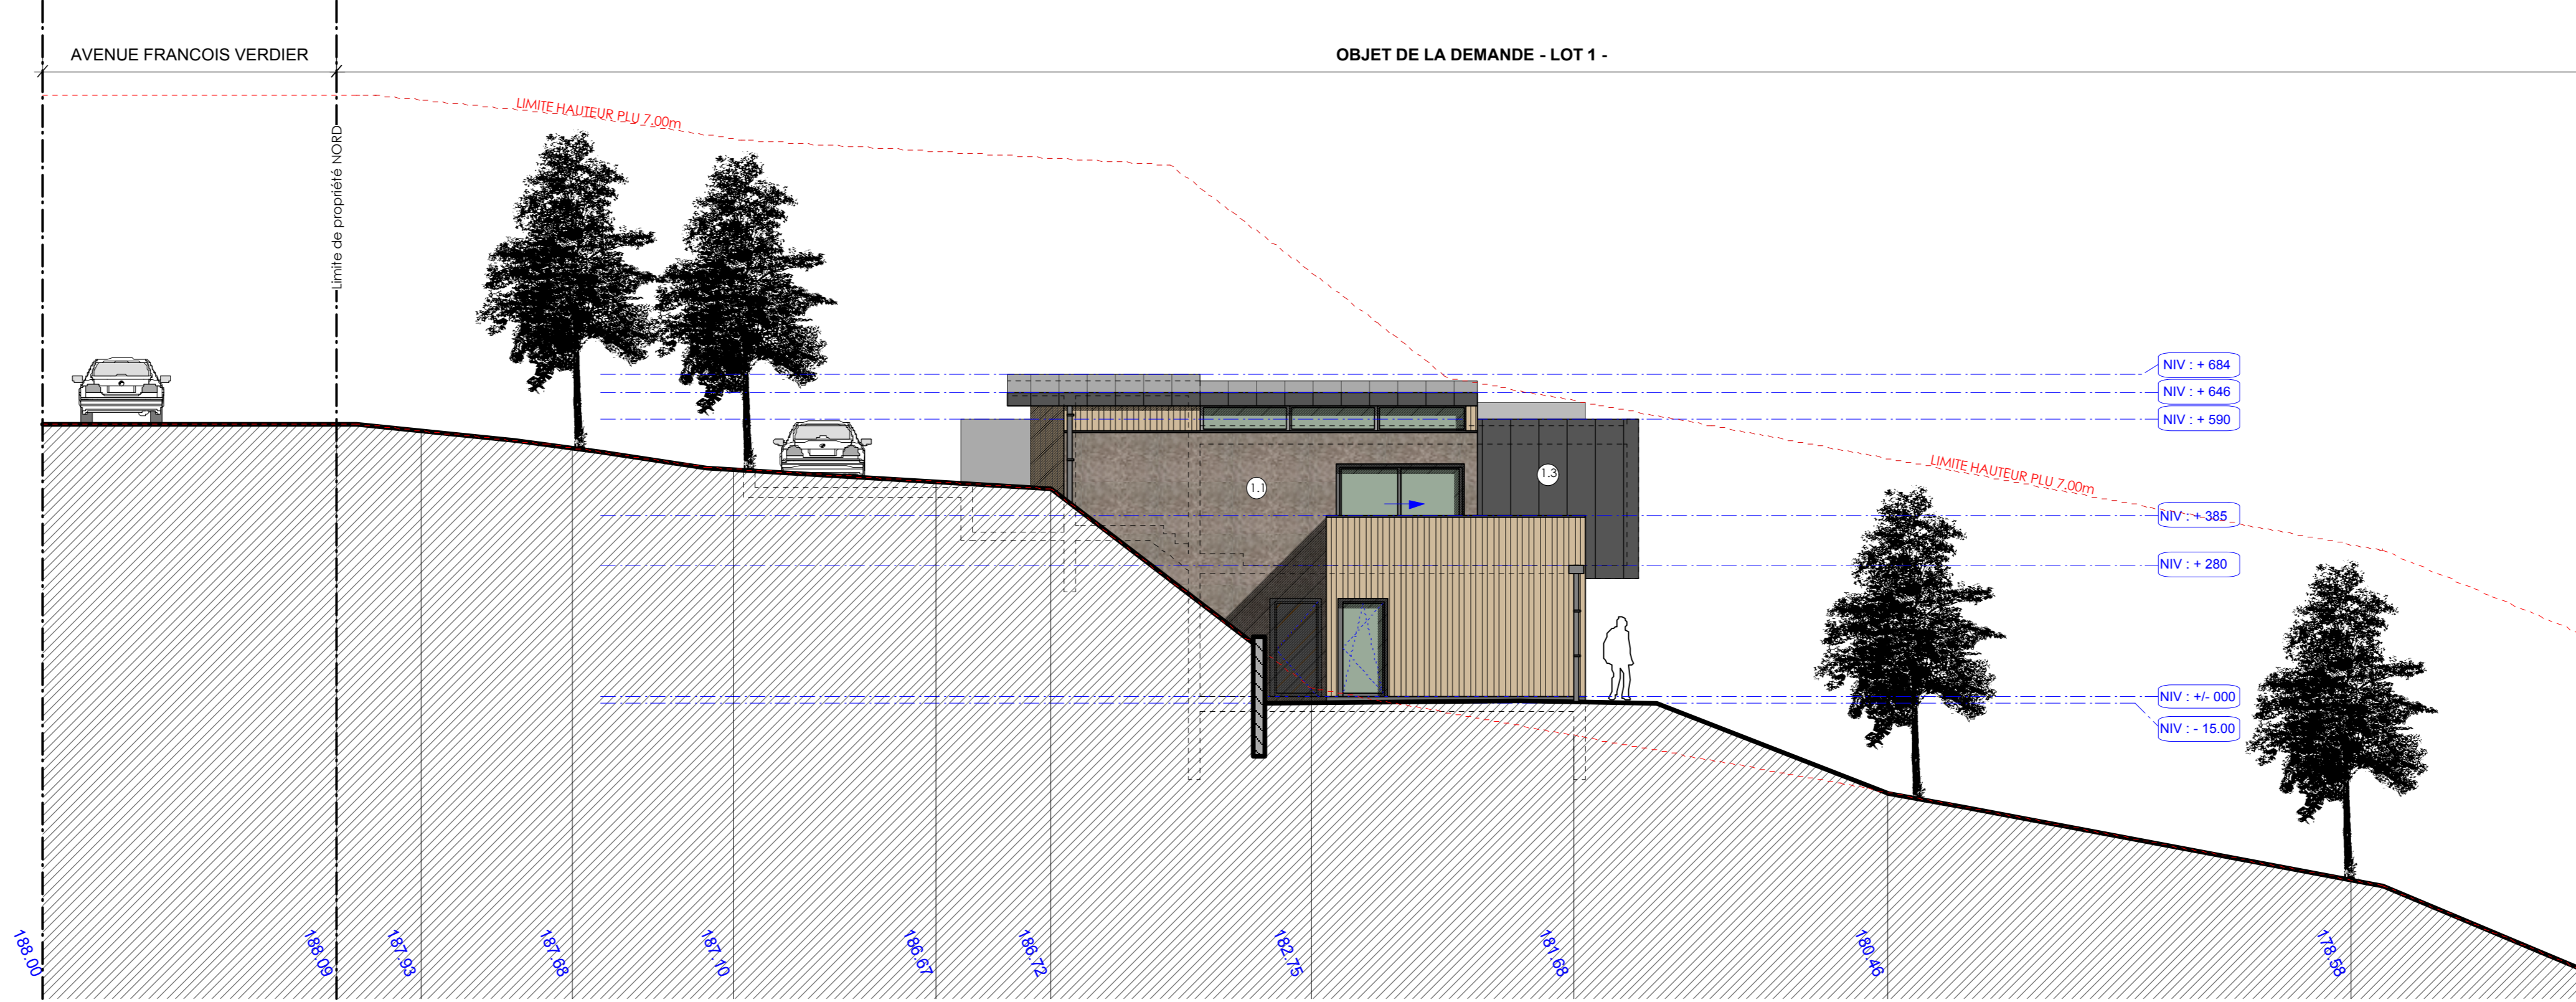 AVENUE FRANCOIS VERDIER
OBJET DE LA DEMANDE - LOT 1 -
LIMITE HAUTEUR PLU 7.00m
Limite de propriété NORD
NIV : + 684
NIV : + 646
NIV : + 590
LIMITE HAUTEUR PLU 7.00m
1.1
1.3
NIV : + 385
NIV : + 280
NIV : +/- 000
NIV : - 15.00
188.00
188.09
187.93
187.68
187.10
186.67
186.72
182.75
181.68
180.46
178.58